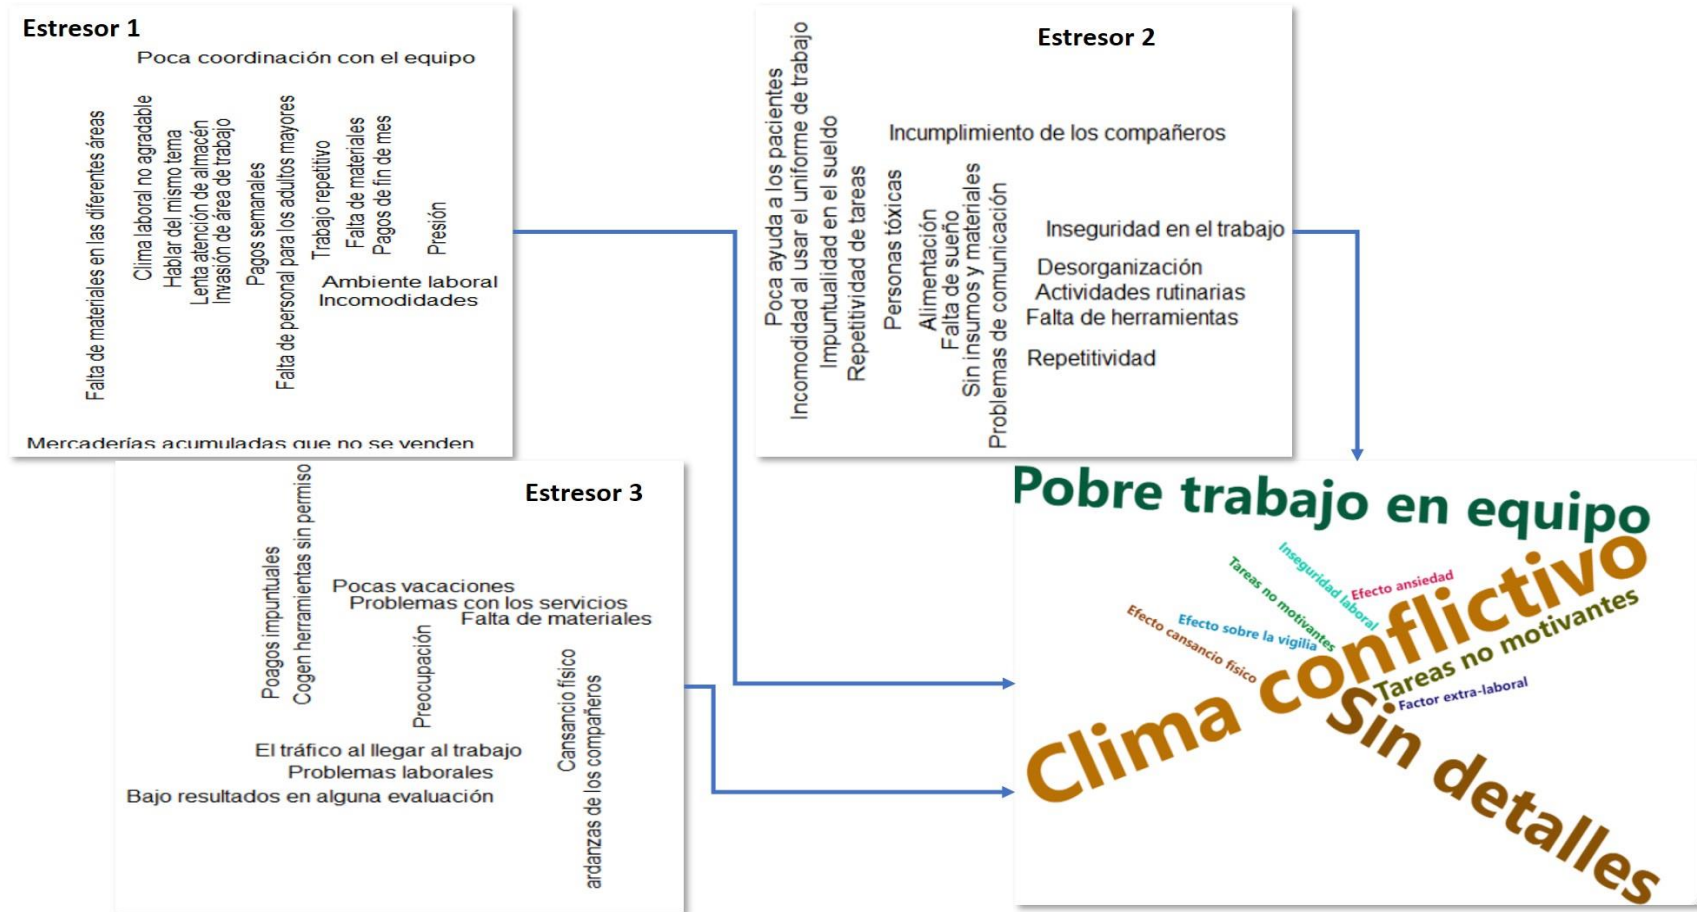 Estresor 1
Poca coordinación con el equipo
Falta de materiales en las diferentes áreas
Clima laboral no agradable
Hablar del mismo tema
Lenta atención de almacén
Invasión de área de trabajo
Pagos semanales
Falta de personal para los adultos mayores
Trabajo repetitivo
Falta de materiales
Pagos de fin de mes
Presión
Ambiente laboral
Incomodidades
Mercaderías acumuladas que no se venden
Estresor 2
Poca ayuda a los pacientes
Incomodidad al usar el uniforme de trabajo
Impuntualidad en el sueldo
Repetitividad de tareas
Incumplimiento de los compañeros
Personas tóxicas
Alimentación
Falta de sueño
Sin insumos y materiales
Problemas de comunicación
Inseguridad en el trabajo
Desorganización
Actividades rutinarias
Falta de herramientas
Repetitividad
Estresor 3
Poagos impuntuales
Cogen herramientas sin permiso
Pocas vacaciones
Problemas con los servicios
Falta de materiales
Preocupación
Cansancio físico
ardanzas de los compañeros
El tráfico al llegar al trabajo
Problemas laborales
Bajo resultados en alguna evaluación
Pobre trabajo en equipo
Inseguridad laboral
Tareas no motivantes
Efecto ansiedad
Efecto sobre la vigilia
Efecto cansancio físico
Clima conflictivo
Tareas no motivantes
Factor extra-laboral
Sin detalles